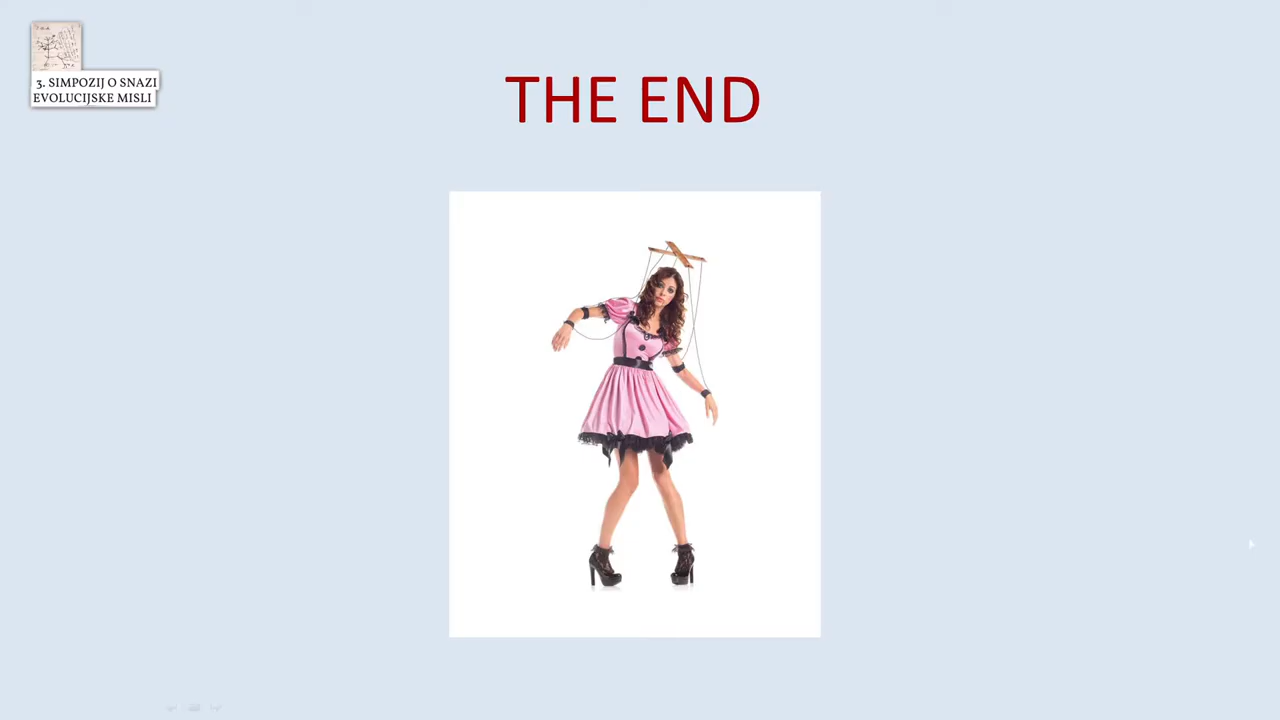 3. SIMPOZIJ O SNAZI
EVOLUCIJSKE MISLI
THE END